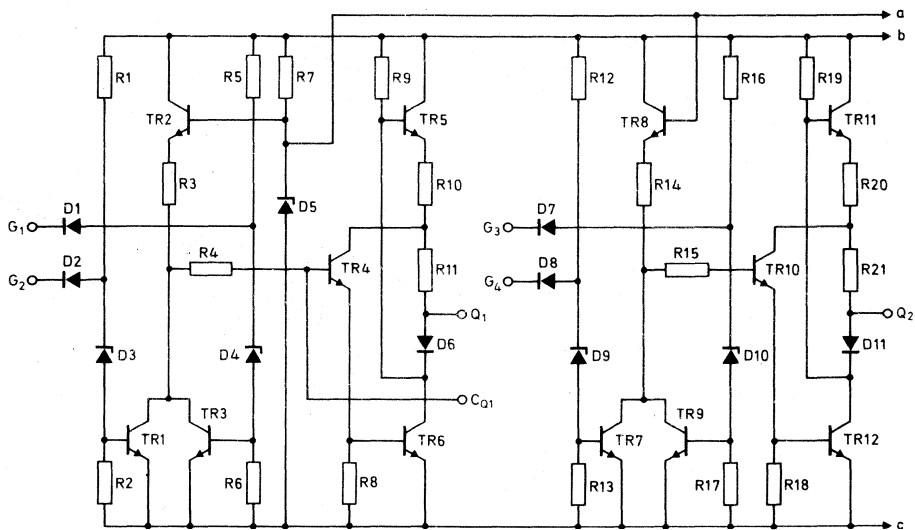 a
b
R1
R5
R7
R9
R12
R16
R19
TR2
TR5
TR8
TR11
R3
R10
R14
R20
D1
D5
D7
G1
G3
R4
TR4
R11
R15
TR10
R21
D2
D8
G2
G4
Q1
Q2
D3
D4
D6
D9
D10
D11
CQ1
TR1
TR3
TR6
TR7
TR9
TR12
R2
R6
R8
R13
R17
R18
c